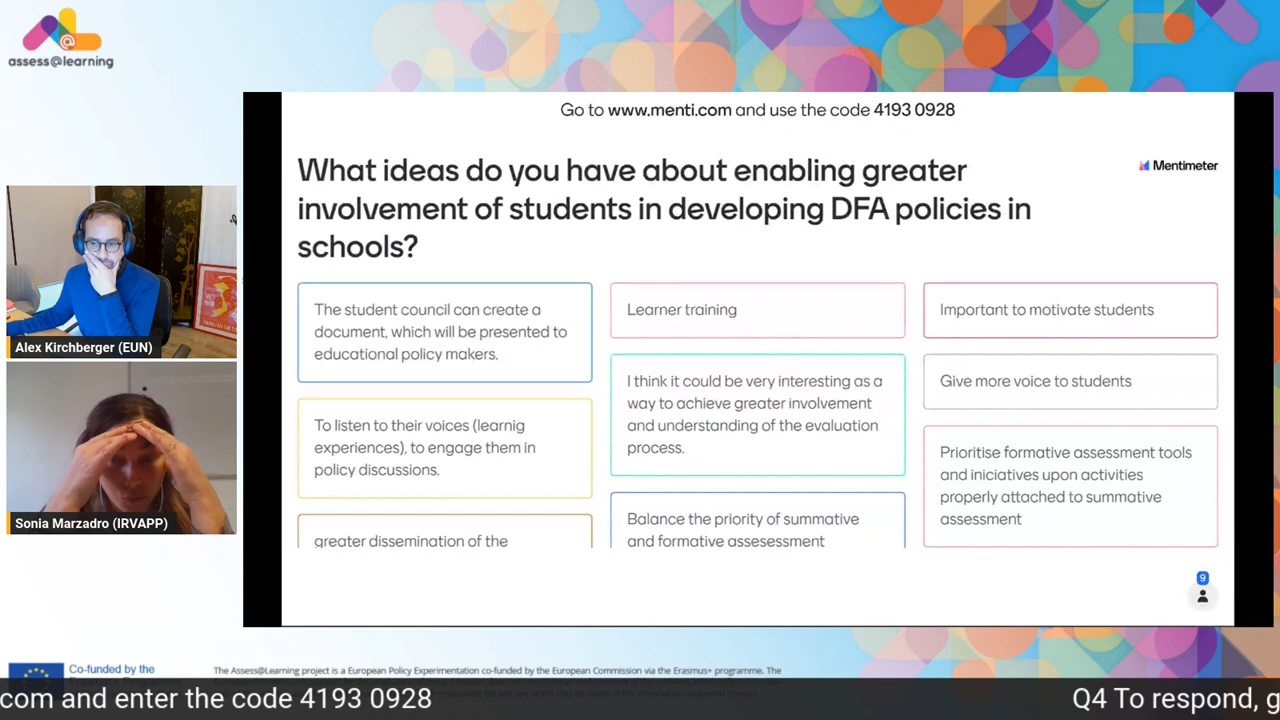 assess@learning
Go to www.menti.com and use the code 4193 0928
What ideas do you have about enabling greater
involvement of students in developing DFA policies in
schools?
Mentimeter
The student council can create a
document, which will be presented to
educational policy makers.
To listen to their voices (learnig
experiences), to engage them in
policy discussions.
greater dissemination of the
Learner training
I think it could be very interesting as a
way to achieve greater involvement
and understanding of the evaluation
process.
Balance the priority of summative
and formative assesessment
Important to motivate students
Give more voice to students
Prioritise formative assessment tools
and iniciatives upon activities
properly attached to summative
assessment
9
Alex Kirchberger (EUN)
Sonia Marzadro (IRVAPP)
Co-funded by the
The Assess@Learning project is a European Policy Experimentation co-funded by the European Commission via the Erasmus+ programme. The
com and enter the code 4193 0928
Q4 To respond, g